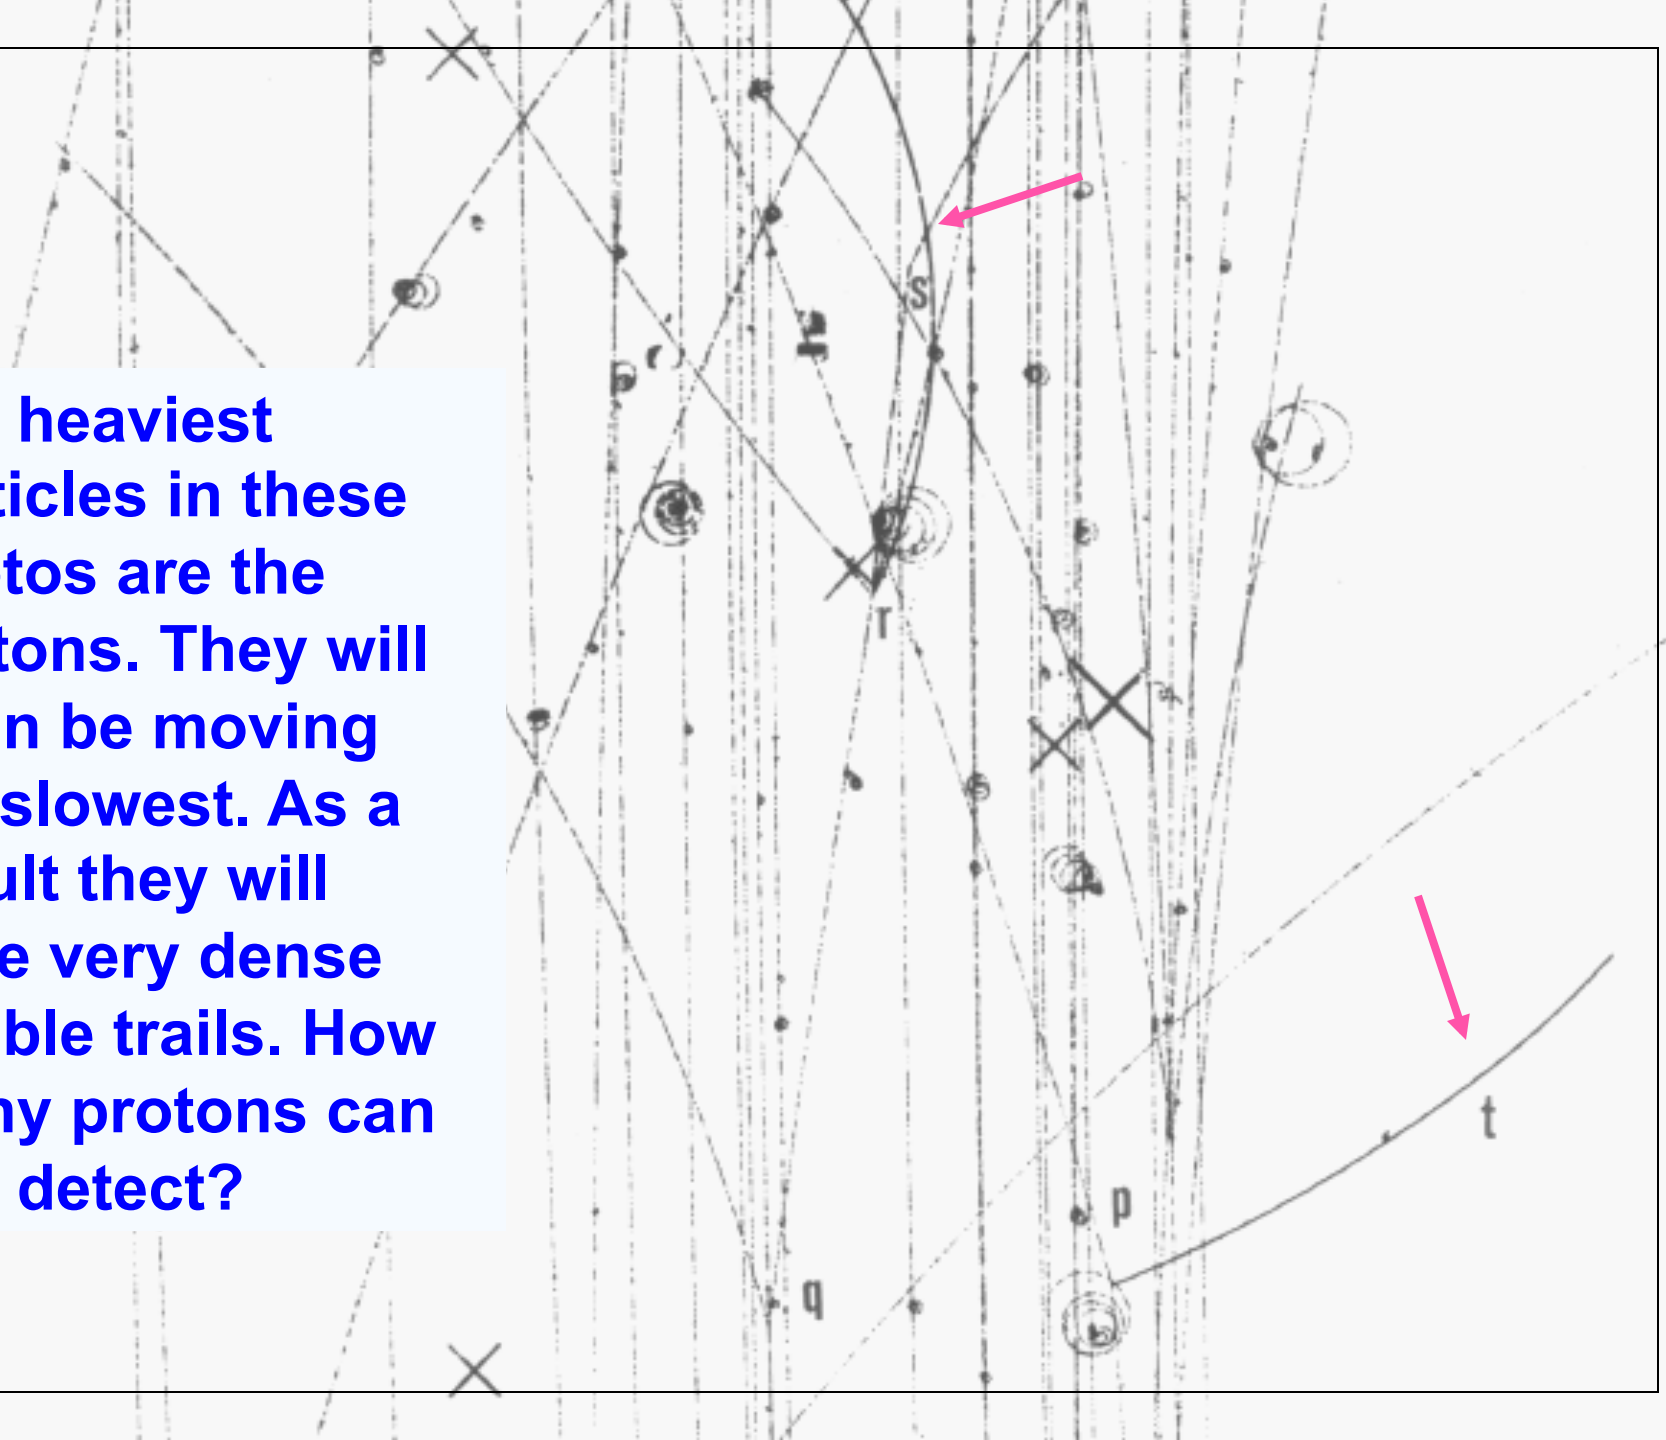 heaviest
ticles in these
tos are the
tons. They will
n be moving
slowest. As a
ult they will
e very dense
ble trails. How
ny protons can
detect?
s
r
t
p
q